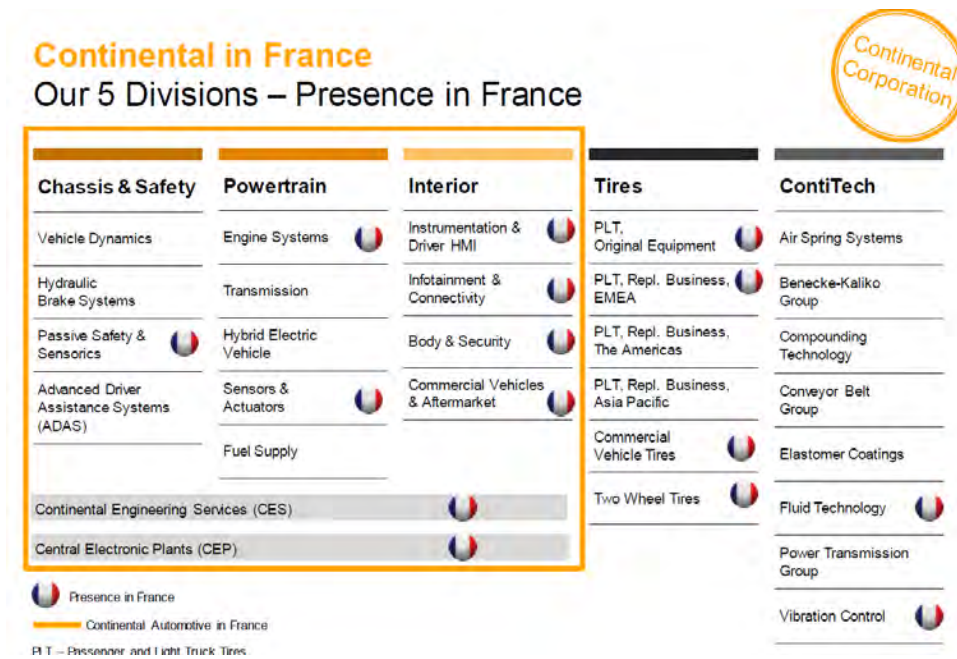 Continental in France
Our 5 Divisions – Presence in France
Continental
Corporation
Chassis & Safety
Vehicle Dynamics
Hydraulic
Brake Systems
Passive Safety &
Sensorics
Advanced Driver
Assistance Systems
(ADAS)
Powertrain
Engine Systems
Transmission
Hybrid Electric
Vehicle
Sensors &
Actuators
Fuel Supply
Interior
Instrumentation &
Driver HMI
Infotainment &
Connectivity
Body & Security
Commercial Vehicles
& Aftermarket
Continental Engineering Services (CES)
Central Electronic Plants (CEP)
Tires
PLT,
Original Equipment
PLT, Repl. Business,
EMEA
PLT, Repl. Business,
The Americas
PLT, Repl. Business,
Asia Pacific
Commercial
Vehicle Tires
Two Wheel Tires
ContiTech
Air Spring Systems
Benecke-Kaliko
Group
Compounding
Technology
Conveyor Belt
Group
Elastomer Coatings
Fluid Technology
Power Transmission
Group
Vibration Control
Presence in France
Continental Automotive in France
PLT – Passenger and Light Truck Tires